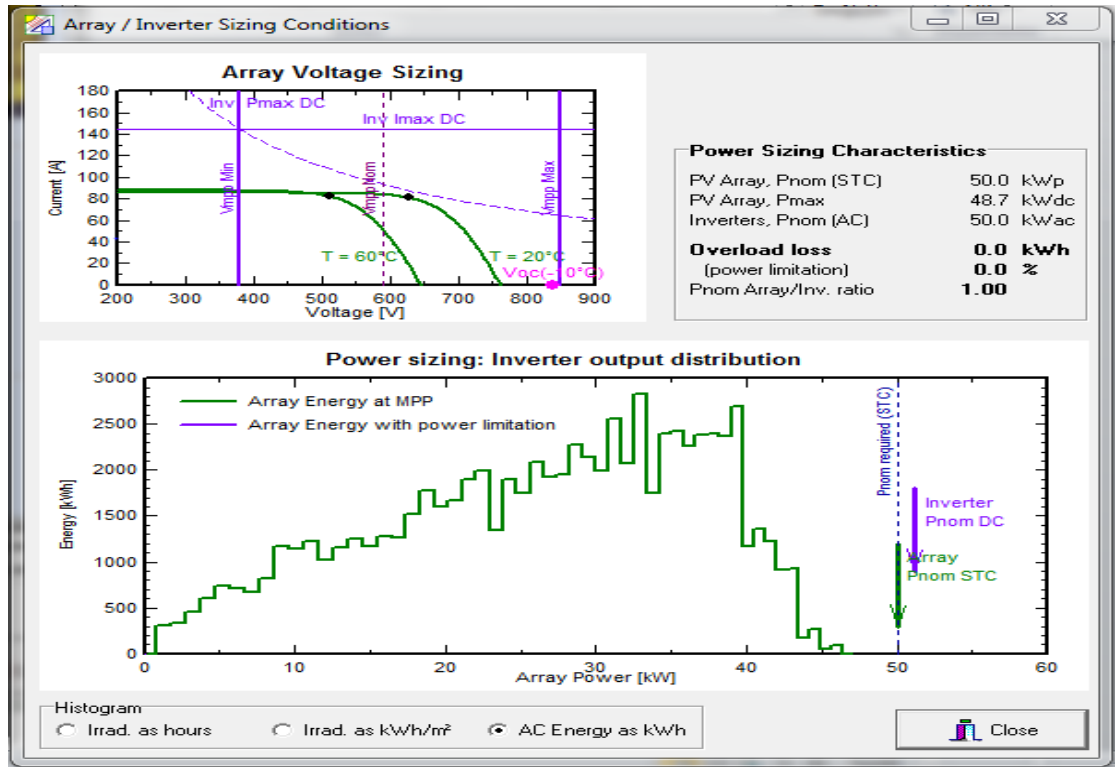 Array / Inverter Sizing Conditions
Array Voltage Sizing
180
160
140
120
100
80
60
40
20
0
Current [A]
Inv. Pmax DC
Inv Imax DC
Vmpp Min
Vmpp Nom
Vmpp Max
T = 60°C
T = 20°C
Voc(-10°C)
200 300 400 500 600 700 800 900
Voltage [V]
Power Sizing Characteristics
PV Array, Pnom (STC) 50.0 kWp
PV Array, Pmax 48.7 kWdc
Inverters, Pnom (AC) 50.0 kWac
Overload loss 0.0 kWh
(power limitation) 0.0 %
Pnom Array/Inv. ratio 1.00
Power sizing: Inverter output distribution
3000
2500
2000
1500
1000
500
0
Energy [kWh]
Array Energy at MPP
Array Energy with power limitation
Pnom required (STC)
Inverter
Pnom DC
Array
Pnom STC
0 10 20 30 40 50 60
Array Power [kW]
Histogram
Irrad. as hours
Irrad. as kWh/m²
AC Energy as kWh
Close